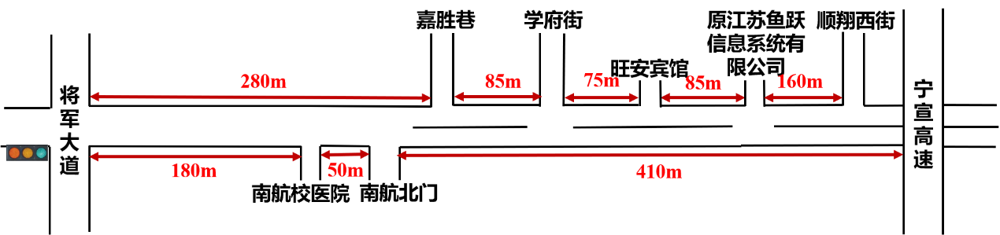 嘉胜巷
学府街
原江苏鱼跃
信息系统有
限公司
顺翔西街
旺安宾馆
280m
85m
75m
85m
160m
将军大道
宁宣高速
180m
50m
410m
南航校医院
南航北门